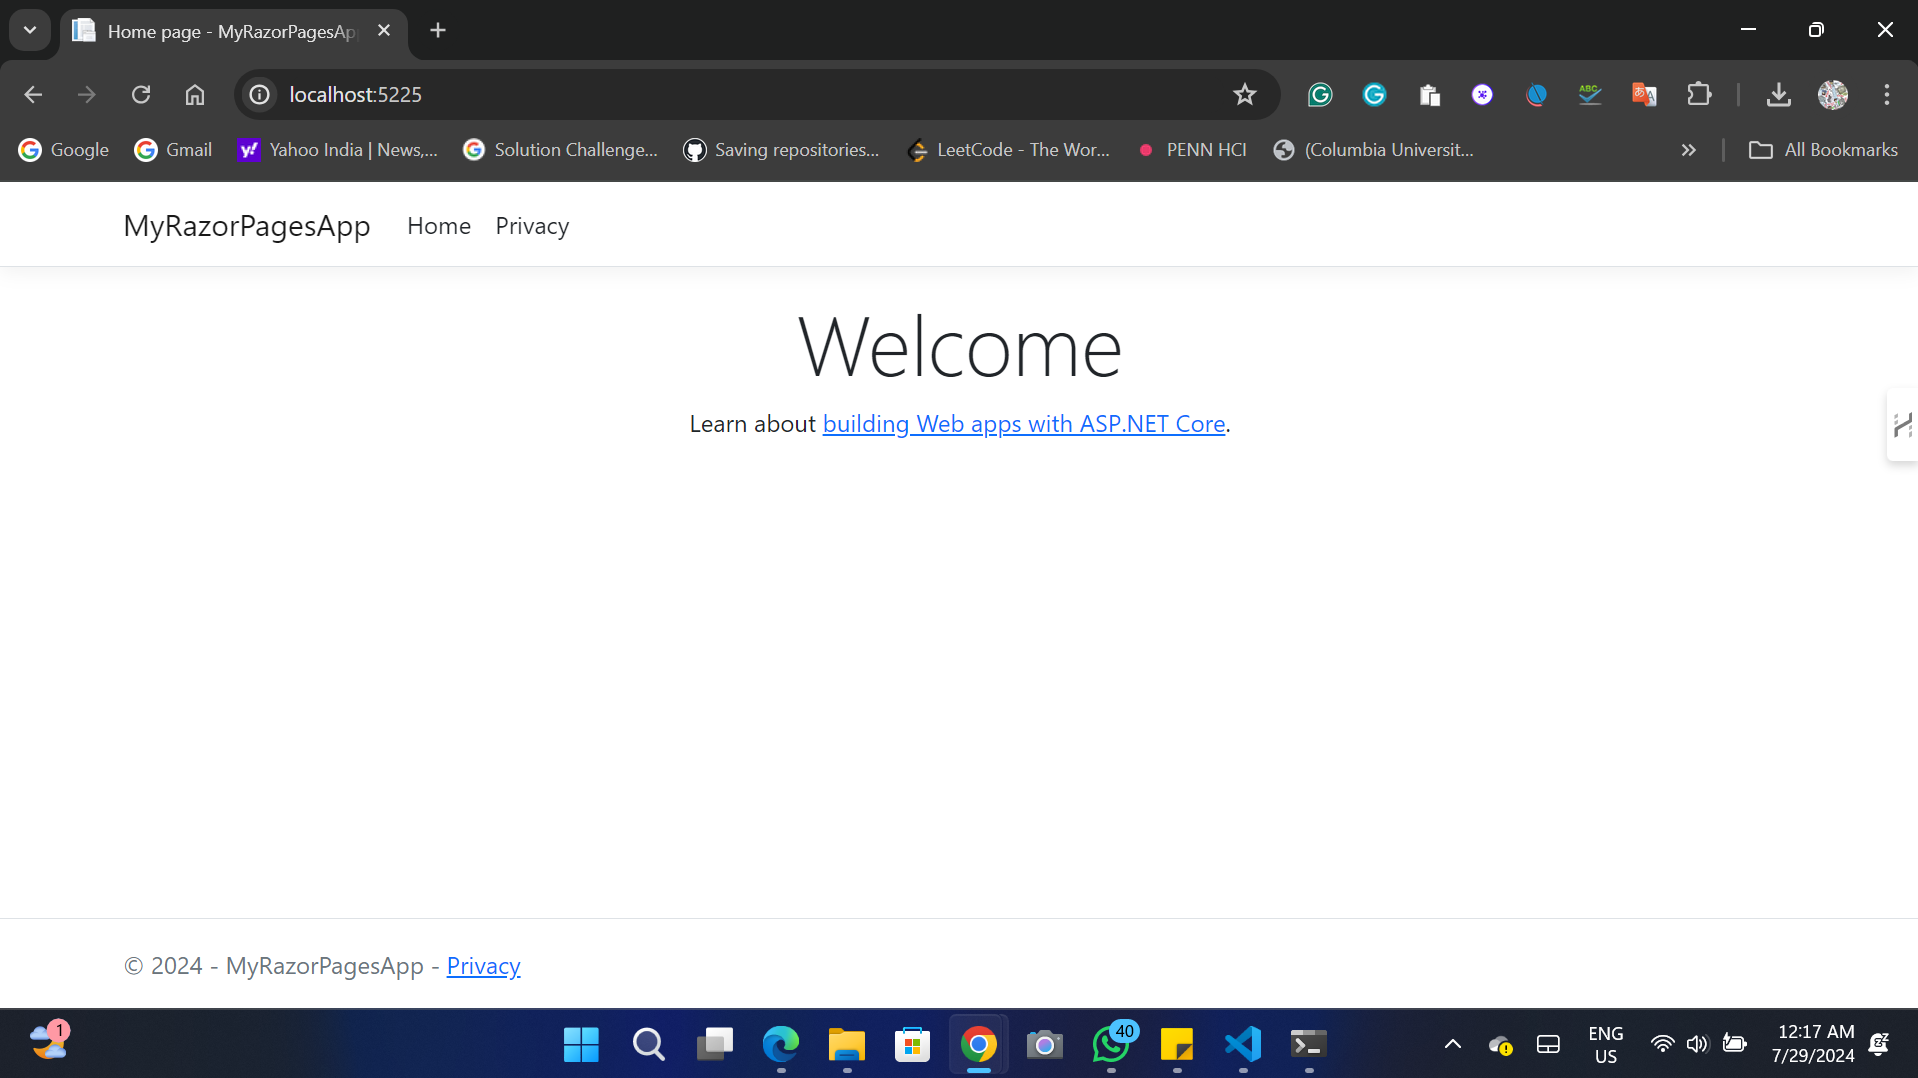 Home page - MyRazorPagesAp
localhost:5225
Google Gmail Yahoo India | News,... Solution Challenge... Saving repositories... LeetCode - The Wor... PENN HCI (Columbia Universit... All Bookmarks
MyRazorPagesApp Home Privacy
Welcome
Learn about building Web apps with ASP.NET Core.
© 2024 - MyRazorPagesApp - Privacy
1
40
ENG
US
12:17 AM
7/29/2024